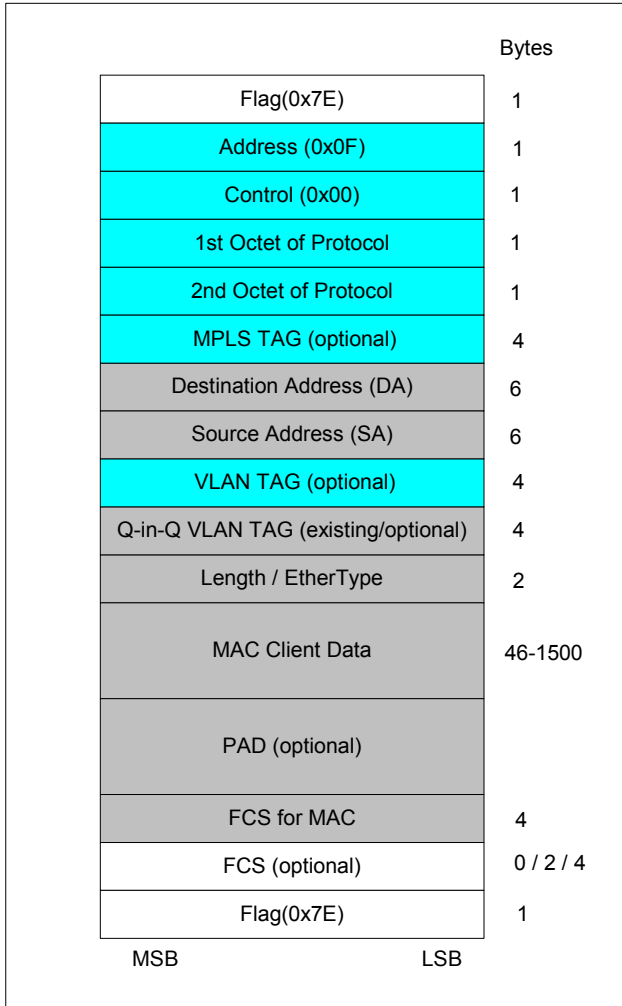 Bytes
Flag(0x7E) 1
Address (0x0F) 1
Control (0x00) 1
1st Octet of Protocol 1
2nd Octet of Protocol 1
MPLS TAG (optional) 4
Destination Address (DA) 6
Source Address (SA) 6
VLAN TAG (optional) 4
Q-in-Q VLAN TAG (existing/optional) 4
Length / EtherType 2
MAC Client Data 46-1500
PAD (optional)
FCS for MAC 4
FCS (optional) 0 / 2 / 4
Flag(0x7E) 1
MSB LSB